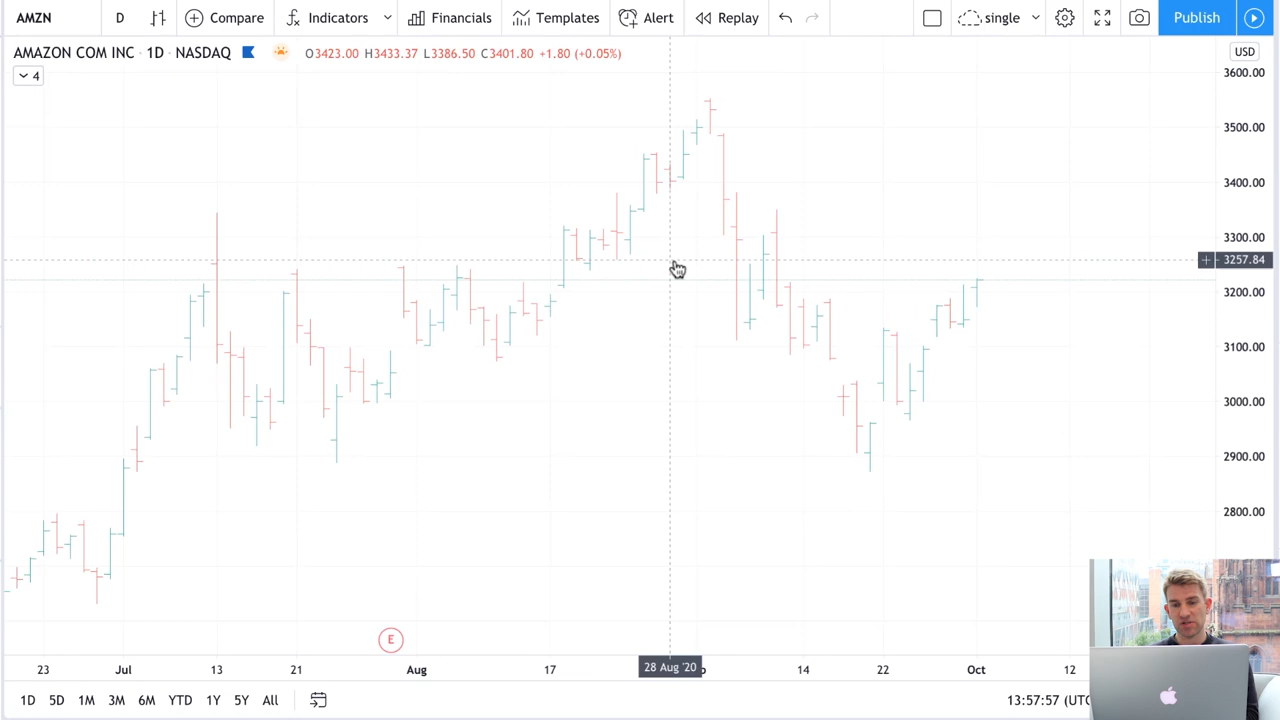 AMZN D Compare Indicators Financials Templates Alert Replay single Publish
AMAZON COM INC · 1D · NASDAQ O3423.00 H3433.37 L3386.50 C3401.80 +1.80 (+0.05%) USD
4
3600.00
3500.00
3400.00
3300.00
3257.84
3200.00
3100.00
3000.00
2900.00
2800.00
E
23 Jul 13 21 Aug 17 28 Aug '20 14 22 Oct 12
1D 5D 1M 3M 6M YTD 1Y 5Y All 13:57:57 (UTC